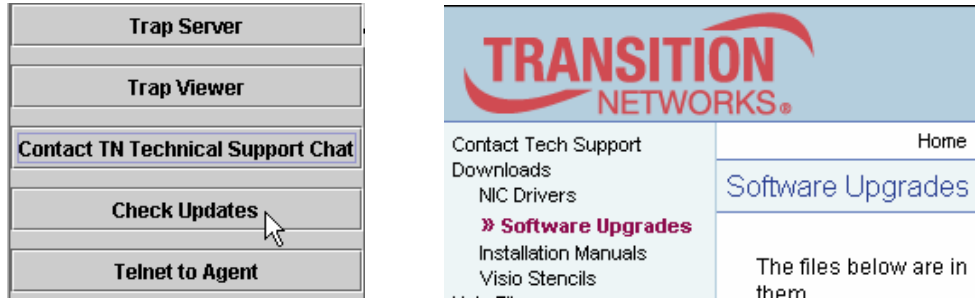 Trap Server
Trap Viewer
Contact TN Technical Support Chat
Check Updates
Telnet to Agent
TRANSITION
NETWORKS®
Contact Tech Support
Downloads
NIC Drivers
» Software Upgrades
Installation Manuals
Visio Stencils
Home
Software Upgrades
The files below are in
them